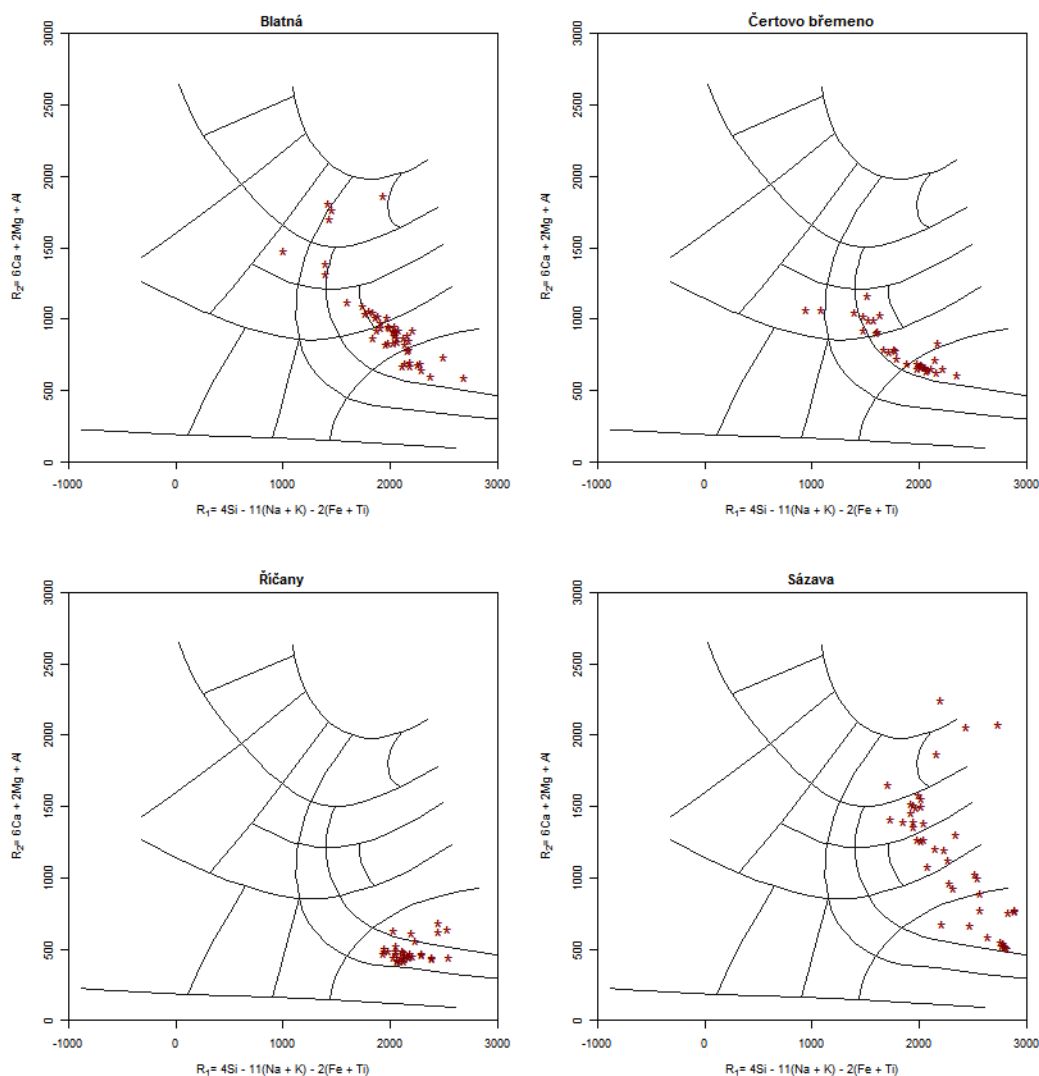 Blatná
3000
2500
2000
1500
1000
500
0
R2= 6Ca + 2Mg + Al
-1000 0 1000 2000 3000
R1= 4Si - 11(Na + K) - 2(Fe + Ti)
Čertovo břemeno
3000
2500
2000
1500
1000
500
0
R2= 6Ca + 2Mg + Al
-1000 0 1000 2000 3000
R1= 4Si - 11(Na + K) - 2(Fe + Ti)
Říčany
3000
2500
2000
1500
1000
500
0
R2= 6Ca + 2Mg + Al
-1000 0 1000 2000 3000
R1= 4Si - 11(Na + K) - 2(Fe + Ti)
Sázava
3000
2500
2000
1500
1000
500
0
R2= 6Ca + 2Mg + Al
-1000 0 1000 2000 3000
R1= 4Si - 11(Na + K) - 2(Fe + Ti)